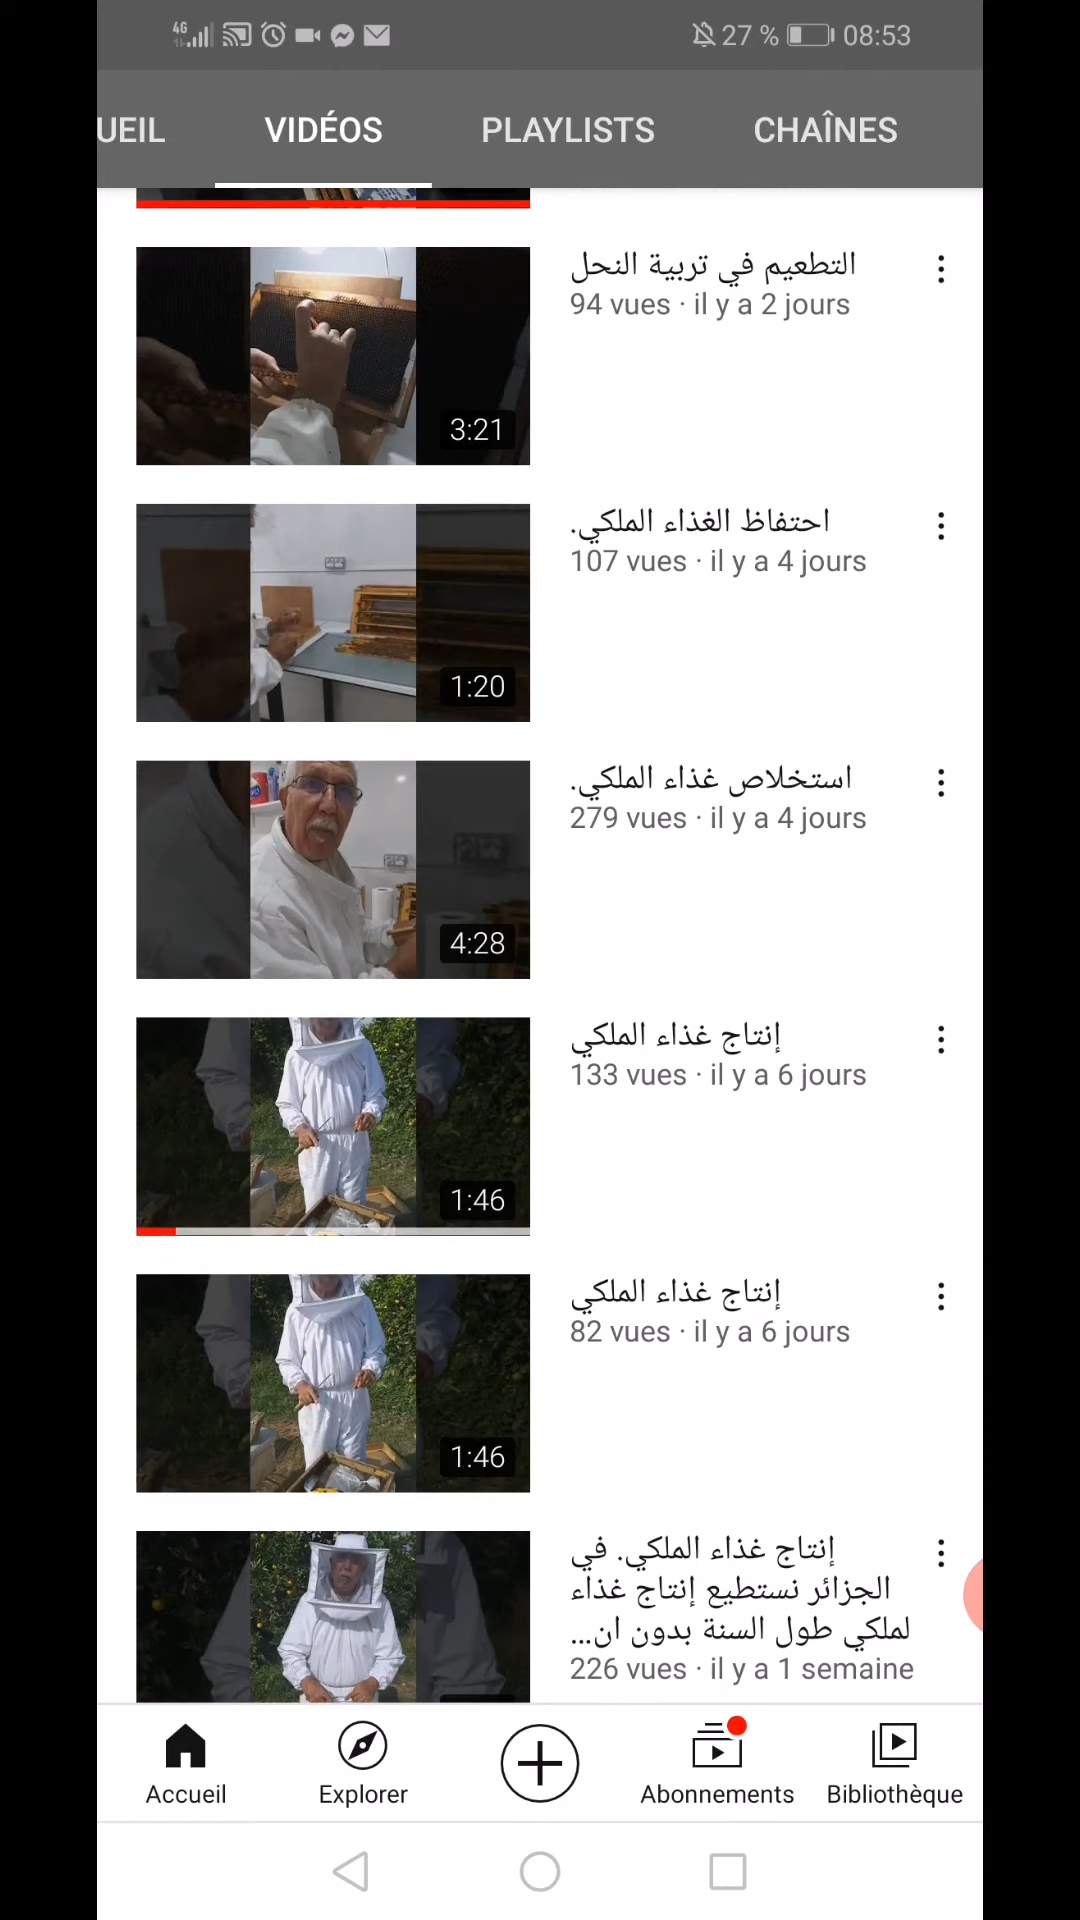 4G
27 %
08:53
UEIL
VIDÉOS
PLAYLISTS
CHAÎNES
التطعيم في تربية النحل
94 vues · il y a 2 jours
3:21
احتفاظ الغذاء الملكي.
107 vues · il y a 4 jours
1:20
استخلاص غذاء الملكي.
279 vues · il y a 4 jours
4:28
إنتاج غذاء الملكي
133 vues · il y a 6 jours
1:46
إنتاج غذاء الملكي
82 vues · il y a 6 jours
1:46
إنتاج غذاء الملكي. في
الجزائر نستطيع إنتاج غذاء
لملكي طول السنة بدون ان...
226 vues · il y a 1 semaine
Accueil
Explorer
Abonnements
Bibliothèque